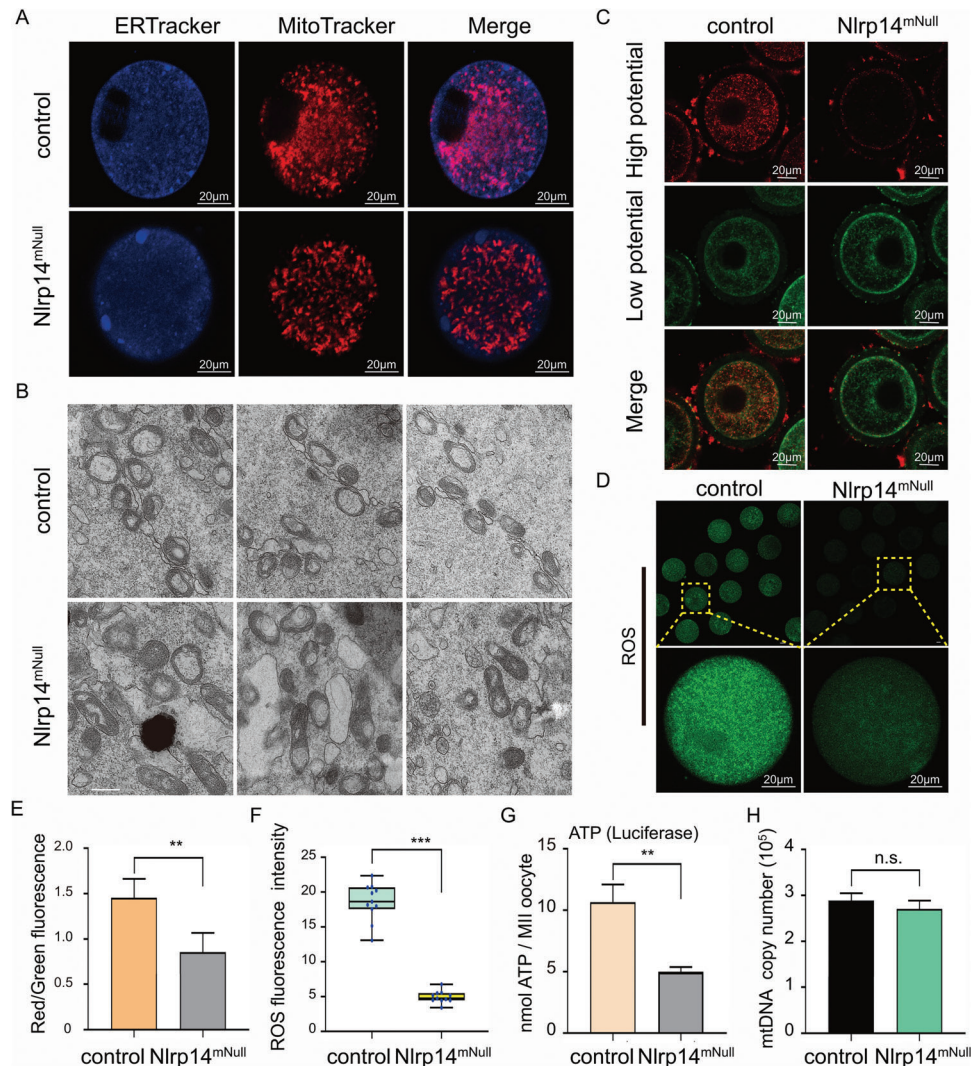 A
ERTracker MitoTracker Merge
control
20µm 20µm 20µm
Nlrp14mNull
20µm 20µm 20µm
B
control
Nlrp14mNull
C
control Nlrp14mNull
High potential
20µm 20µm
Low potential
20µm 20µm
Merge
20µm 20µm
D
control Nlrp14mNull
ROS
20µm 20µm
E
Red/Green fluorescence
**
1.5
1.0
0.5
0.0
control Nlrp14mNull
F
ROS fluorescence intensity
***
25
20
15
10
5
0
control Nlrp14mNull
G
ATP (Luciferase)
nmol ATP / MII oocyte
**
15
10
5
0
control Nlrp14mNull
H
mtDNA copy number (10⁵)
n.s.
4
3
2
1
0
control Nlrp14mNull